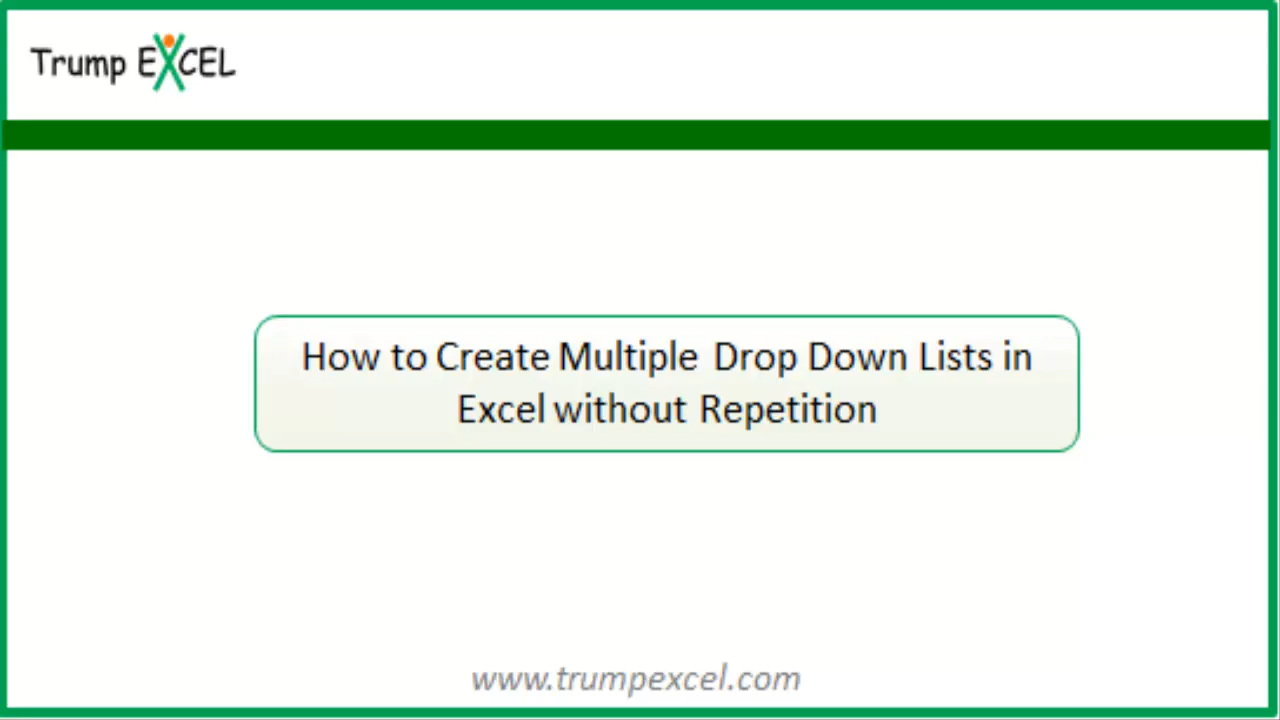 Trump EXCEL
How to Create Multiple Drop Down Lists in
Excel without Repetition
www.trumpexcel.com